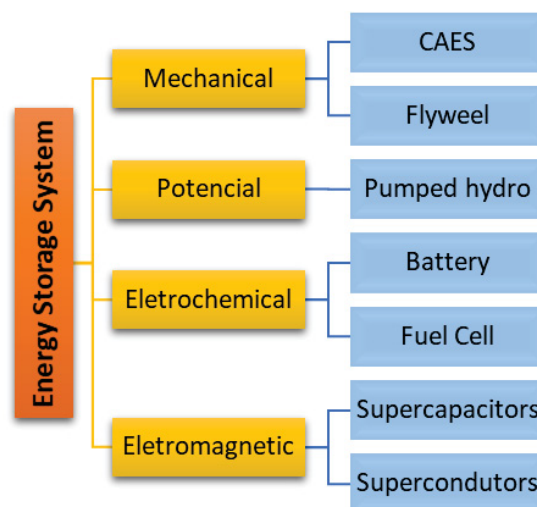 Energy Storage System
Mechanical
CAES
Flyweel
Potencial
Pumped hydro
Eletrochemical
Battery
Fuel Cell
Eletromagnetic
Supercapacitors
Supercondutors